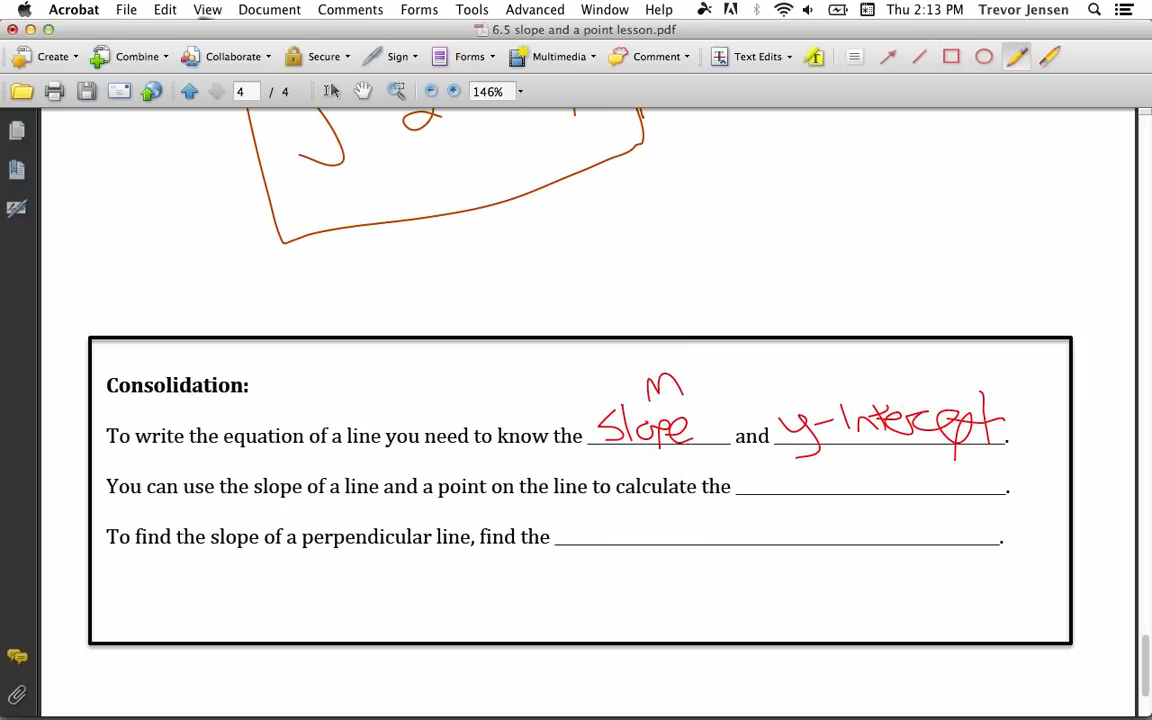 Acrobat File Edit View Document Comments Forms Tools Advanced Window Help Thu 2:13 PM Trevor Jensen
6.5 slope and a point lesson.pdf
Create Combine Collaborate Secure Sign Forms Multimedia Comment Text Edits
4 / 4 146%
Consolidation:
m
To write the equation of a line you need to know the slope and y-intercept.
You can use the slope of a line and a point on the line to calculate the ____________________.
To find the slope of a perpendicular line, find the ____________________.